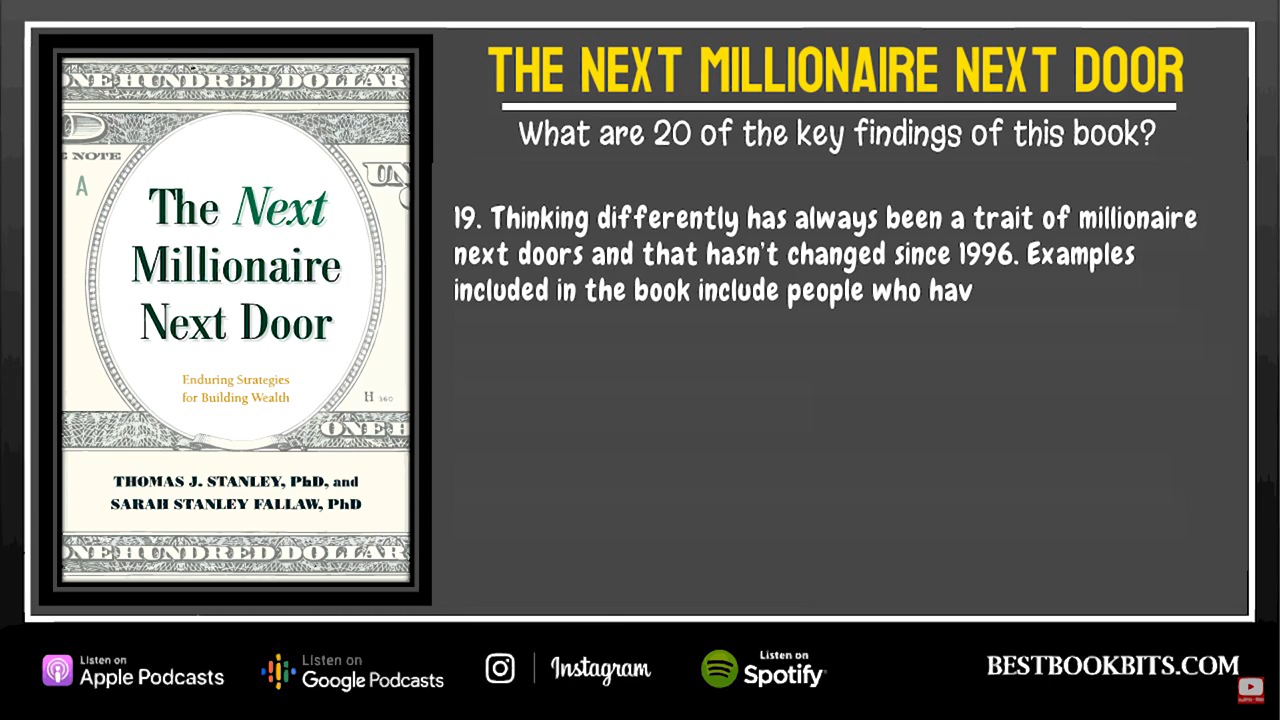 ONE HUNDRED DOLLAR
E NOTE
A
UN
The Next
Millionaire
Next Door
Enduring Strategies
for Building Wealth
H 360
ONE H
THOMAS J. STANLEY, PhD, and
SARAH STANLEY FALLAW, PhD
ONE HUNDRED DOLLAR
THE NEXT MILLIONAIRE NEXT DOOR
What are 20 of the key findings of this book?
19. Thinking differently has always been a trait of millionaire
next doors and that hasn't changed since 1996. Examples
included in the book include people who hav
Listen on
Apple Podcasts
Listen on
Google Podcasts
Instagram
Listen on
Spotify
BESTBOOKBITS.COM